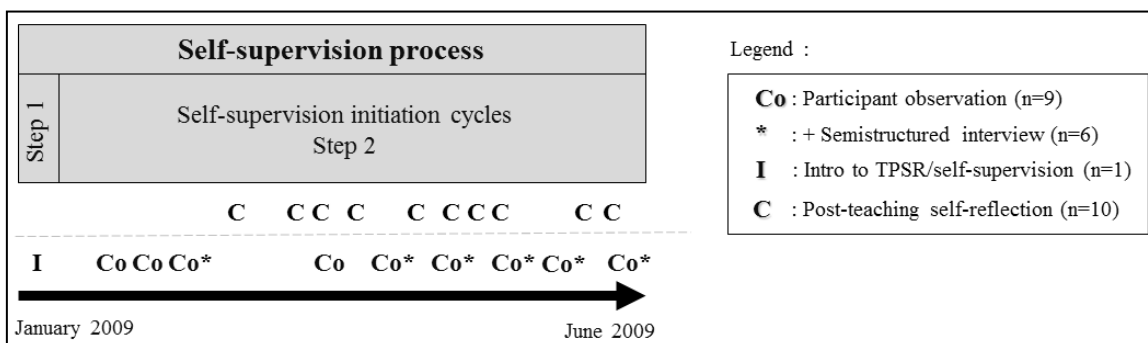 Self-supervision process
Step 1
Self-supervision initiation cycles
Step 2
C C C C C C C C C C
I Co Co Co* Co Co* Co* Co* Co* Co*
January 2009 June 2009
Legend :
Co : Participant observation (n=9)
* : + Semistructured interview (n=6)
I : Intro to TPSR/self-supervision (n=1)
C : Post-teaching self-reflection (n=10)